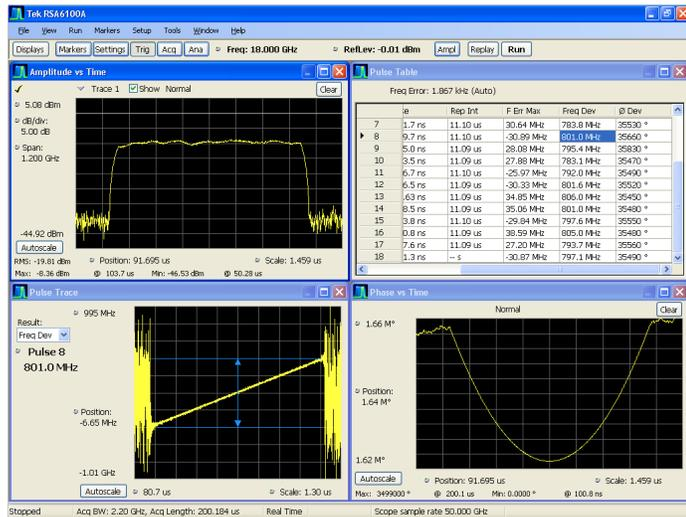 Tek RSA6100A
File View Run Markers Setup Tools Window Help
Displays Markers Settings Trig Acq Ana Freq: 18.000 GHz RefLev: -0.01 dBm Ampl Replay Run
Amplitude vs Time
Trace 1 Show Normal Clear
5.08 dBm
dB/div:
5.00 dB
Span:
1.200 GHz
-44.92 dBm
Autoscale
Position: 91.695 us Scale: 1.459 us
RMS: -19.81 dBm
Max: -8.36 dBm @ 103.7 us Min: -46.53 dBm @ 50.28 us
Pulse Table
Freq Error: 1.867 kHz (Auto)
Rep Int F Err Max Freq Dev Ø Dev
7 1.7 ns 11.10 us 30.64 MHz 783.8 MHz 35530 °
8 9.7 ns 11.10 us -30.89 MHz 801.0 MHz 35660 °
9 5.0 ns 11.09 us 28.08 MHz 795.4 MHz 35830 °
10 3.5 ns 11.09 us 27.88 MHz 783.1 MHz 35470 °
11 6.7 ns 11.10 us -25.97 MHz 792.0 MHz 35490 °
12 6.5 ns 11.09 us -30.33 MHz 801.6 MHz 35520 °
13 .63 ns 11.09 us 34.85 MHz 806.0 MHz 35450 °
14 8.5 ns 11.10 us 35.06 MHz 801.0 MHz 35480 °
15 3.8 ns 11.10 us -29.84 MHz 797.6 MHz 35550 °
16 0.8 ns 11.09 us 38.59 MHz 805.0 MHz 35480 °
17 7.6 ns 11.09 us 27.20 MHz 793.7 MHz 35560 °
18 1.3 ns -- s -30.87 MHz 797.1 MHz 35490 °
Pulse Trace
Result:
Freq Dev
Pulse 8
801.0 MHz
995 MHz
Position:
-6.65 MHz
-1.01 GHz
Autoscale 80.7 us Scale: 1.30 us
Phase vs Time
Normal Clear
1.66 M°
Position:
1.64 M°
1.62 M°
Autoscale Position: 91.695 us Scale: 1.459 us
Max: 3499000 ° @ 200.1 us Min: 0.0000 ° @ 100.8 ns
Stopped Acq BW: 2.20 GHz, Acq Length: 200.184 us Real Time Scope sample rate 50.000 GHz